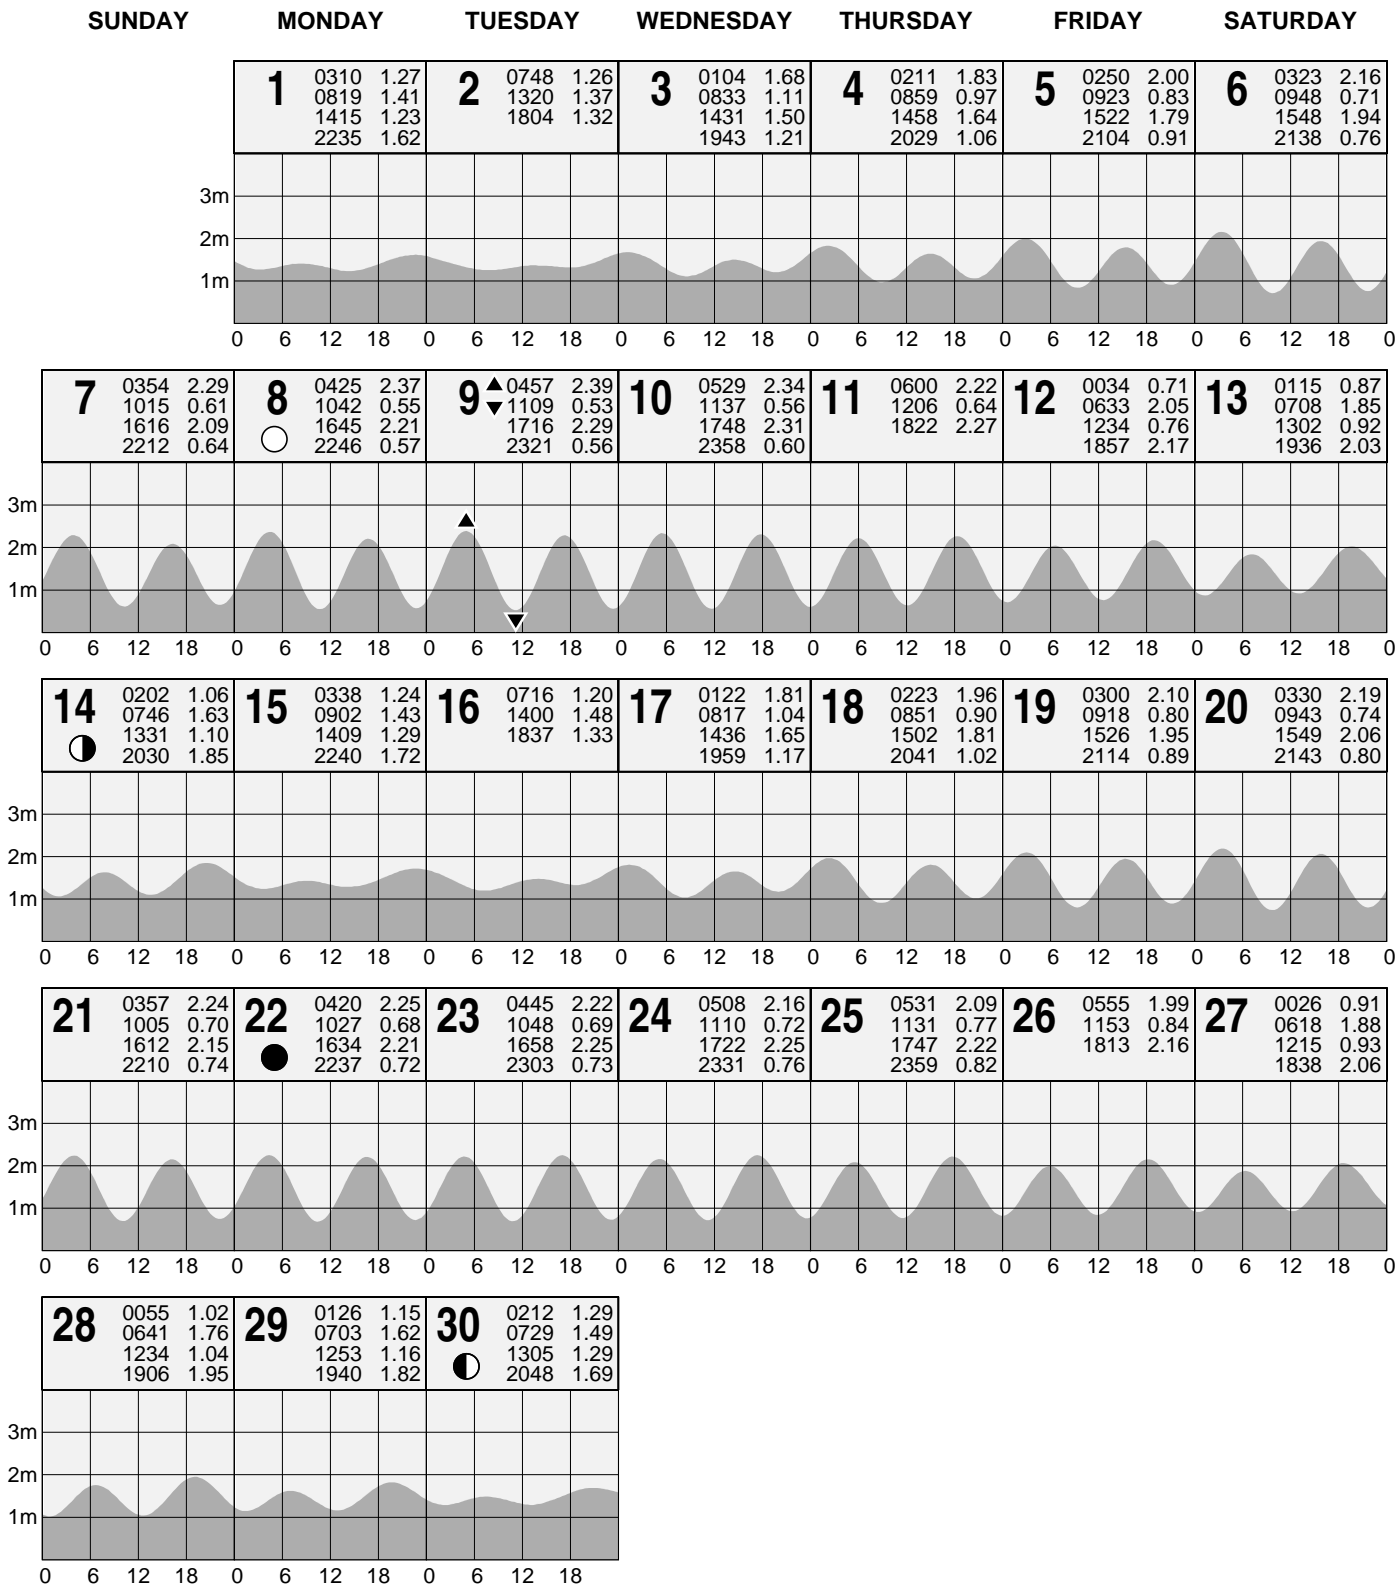 SUNDAY MONDAY TUESDAY WEDNESDAY THURSDAY FRIDAY SATURDAY
1 0310 1.27 2 0748 1.26 3 0104 1.68 4 0211 1.83 5 0250 2.00 6 0323 2.16
0819 1.41 1320 1.37 0833 1.11 0859 0.97 0923 0.83 0948 0.71
1415 1.23 1804 1.32 1431 1.50 1458 1.64 1522 1.79 1548 1.94
2235 1.62 1943 1.21 2029 1.06 2104 0.91 2138 0.76
3m
2m
1m
0 6 12 18 0 6 12 18 0 6 12 18 0 6 12 18 0 6 12 18 0 6 12 18 0
7 0354 2.29 8 0425 2.37 9 0457 2.39 10 0529 2.34 11 0600 2.22 12 0034 0.71 13 0115 0.87
1015 0.61 1042 0.55 1109 0.53 1137 0.56 1206 0.64 0633 2.05 0708 1.85
1616 2.09 1645 2.21 1716 2.29 1748 2.31 1822 2.27 1234 0.76 1302 0.92
2212 0.64 2246 0.57 2321 0.56 2358 0.60 1857 2.17 1936 2.03
3m
2m
1m
0 6 12 18 0 6 12 18 0 6 12 18 0 6 12 18 0 6 12 18 0 6 12 18 0 6 12 18 0
14 0202 1.06 15 0338 1.24 16 0716 1.20 17 0122 1.81 18 0223 1.96 19 0300 2.10 20 0330 2.19
0746 1.63 0902 1.43 1400 1.48 0817 1.04 0851 0.90 0918 0.80 0943 0.74
1331 1.10 1409 1.29 1837 1.33 1436 1.65 1502 1.81 1526 1.95 1549 2.06
2030 1.85 2240 1.72 1959 1.17 2041 1.02 2114 0.89 2143 0.80
3m
2m
1m
0 6 12 18 0 6 12 18 0 6 12 18 0 6 12 18 0 6 12 18 0 6 12 18 0 6 12 18 0
21 0357 2.24 22 0420 2.25 23 0445 2.22 24 0508 2.16 25 0531 2.09 26 0555 1.99 27 0026 0.91
1005 0.70 1027 0.68 1048 0.69 1110 0.72 1131 0.77 1153 0.84 0618 1.88
1612 2.15 1634 2.21 1658 2.25 1722 2.25 1747 2.22 1813 2.16 1215 0.93
2210 0.74 2237 0.72 2303 0.73 2331 0.76 2359 0.82 1838 2.06
3m
2m
1m
0 6 12 18 0 6 12 18 0 6 12 18 0 6 12 18 0 6 12 18 0 6 12 18 0 6 12 18 0
28 0055 1.02 29 0126 1.15 30 0212 1.29
0641 1.76 0703 1.62 0729 1.49
1234 1.04 1253 1.16 1305 1.29
1906 1.95 1940 1.82 2048 1.69
3m
2m
1m
0 6 12 18 0 6 12 18 0 6 12 18